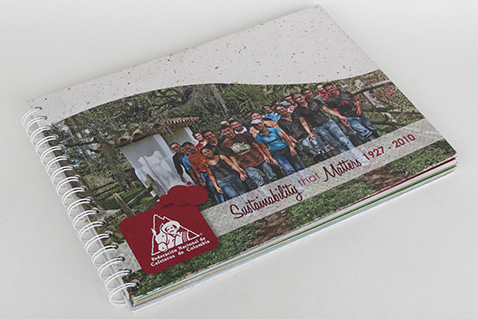 Sustainability that Matters 1927 - 2010
Federación Nacional de
Cafeteros de Colombia